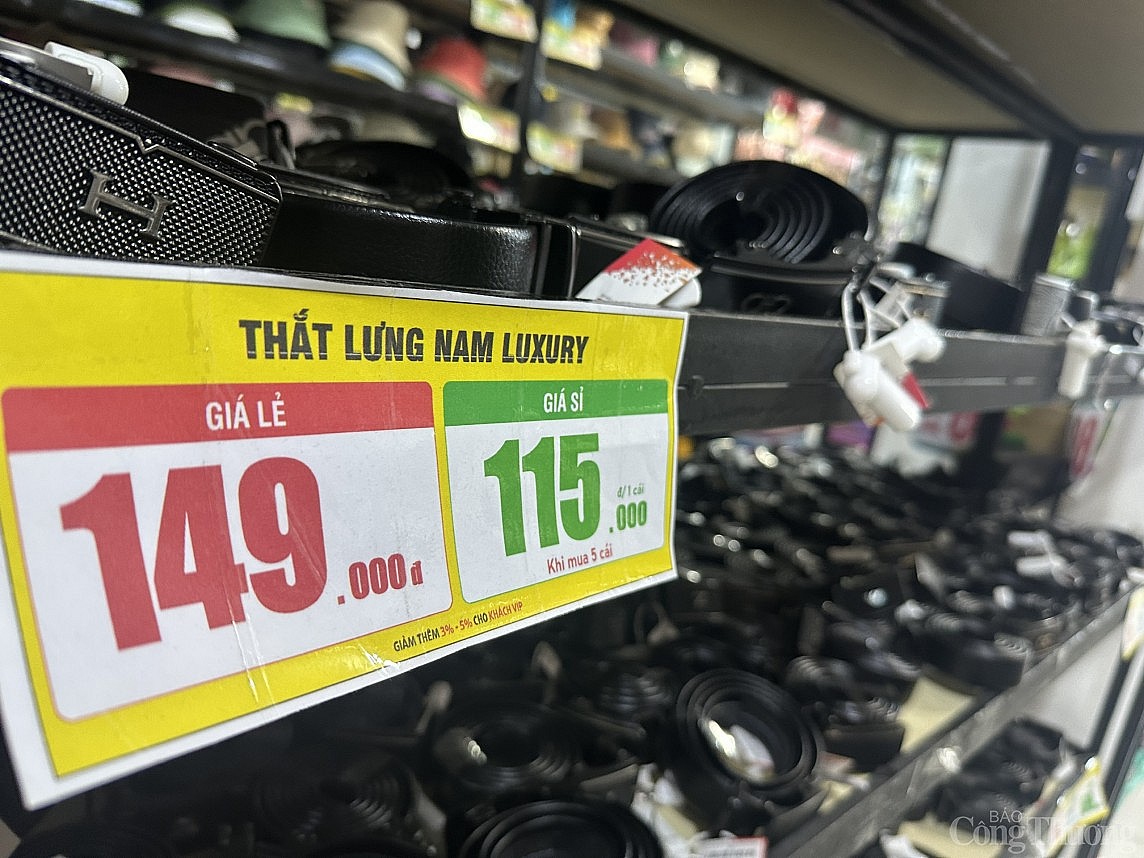 H
THẮT LƯNG NAM LUXURY
GIÁ LẺ
149.000đ
GIÁ SỈ
115.000
đ/1 cái
Khi mua 5 cái
GIẢM THÊM 3% - 5% CHO KHÁCH VIP
BÁO
Công Thương